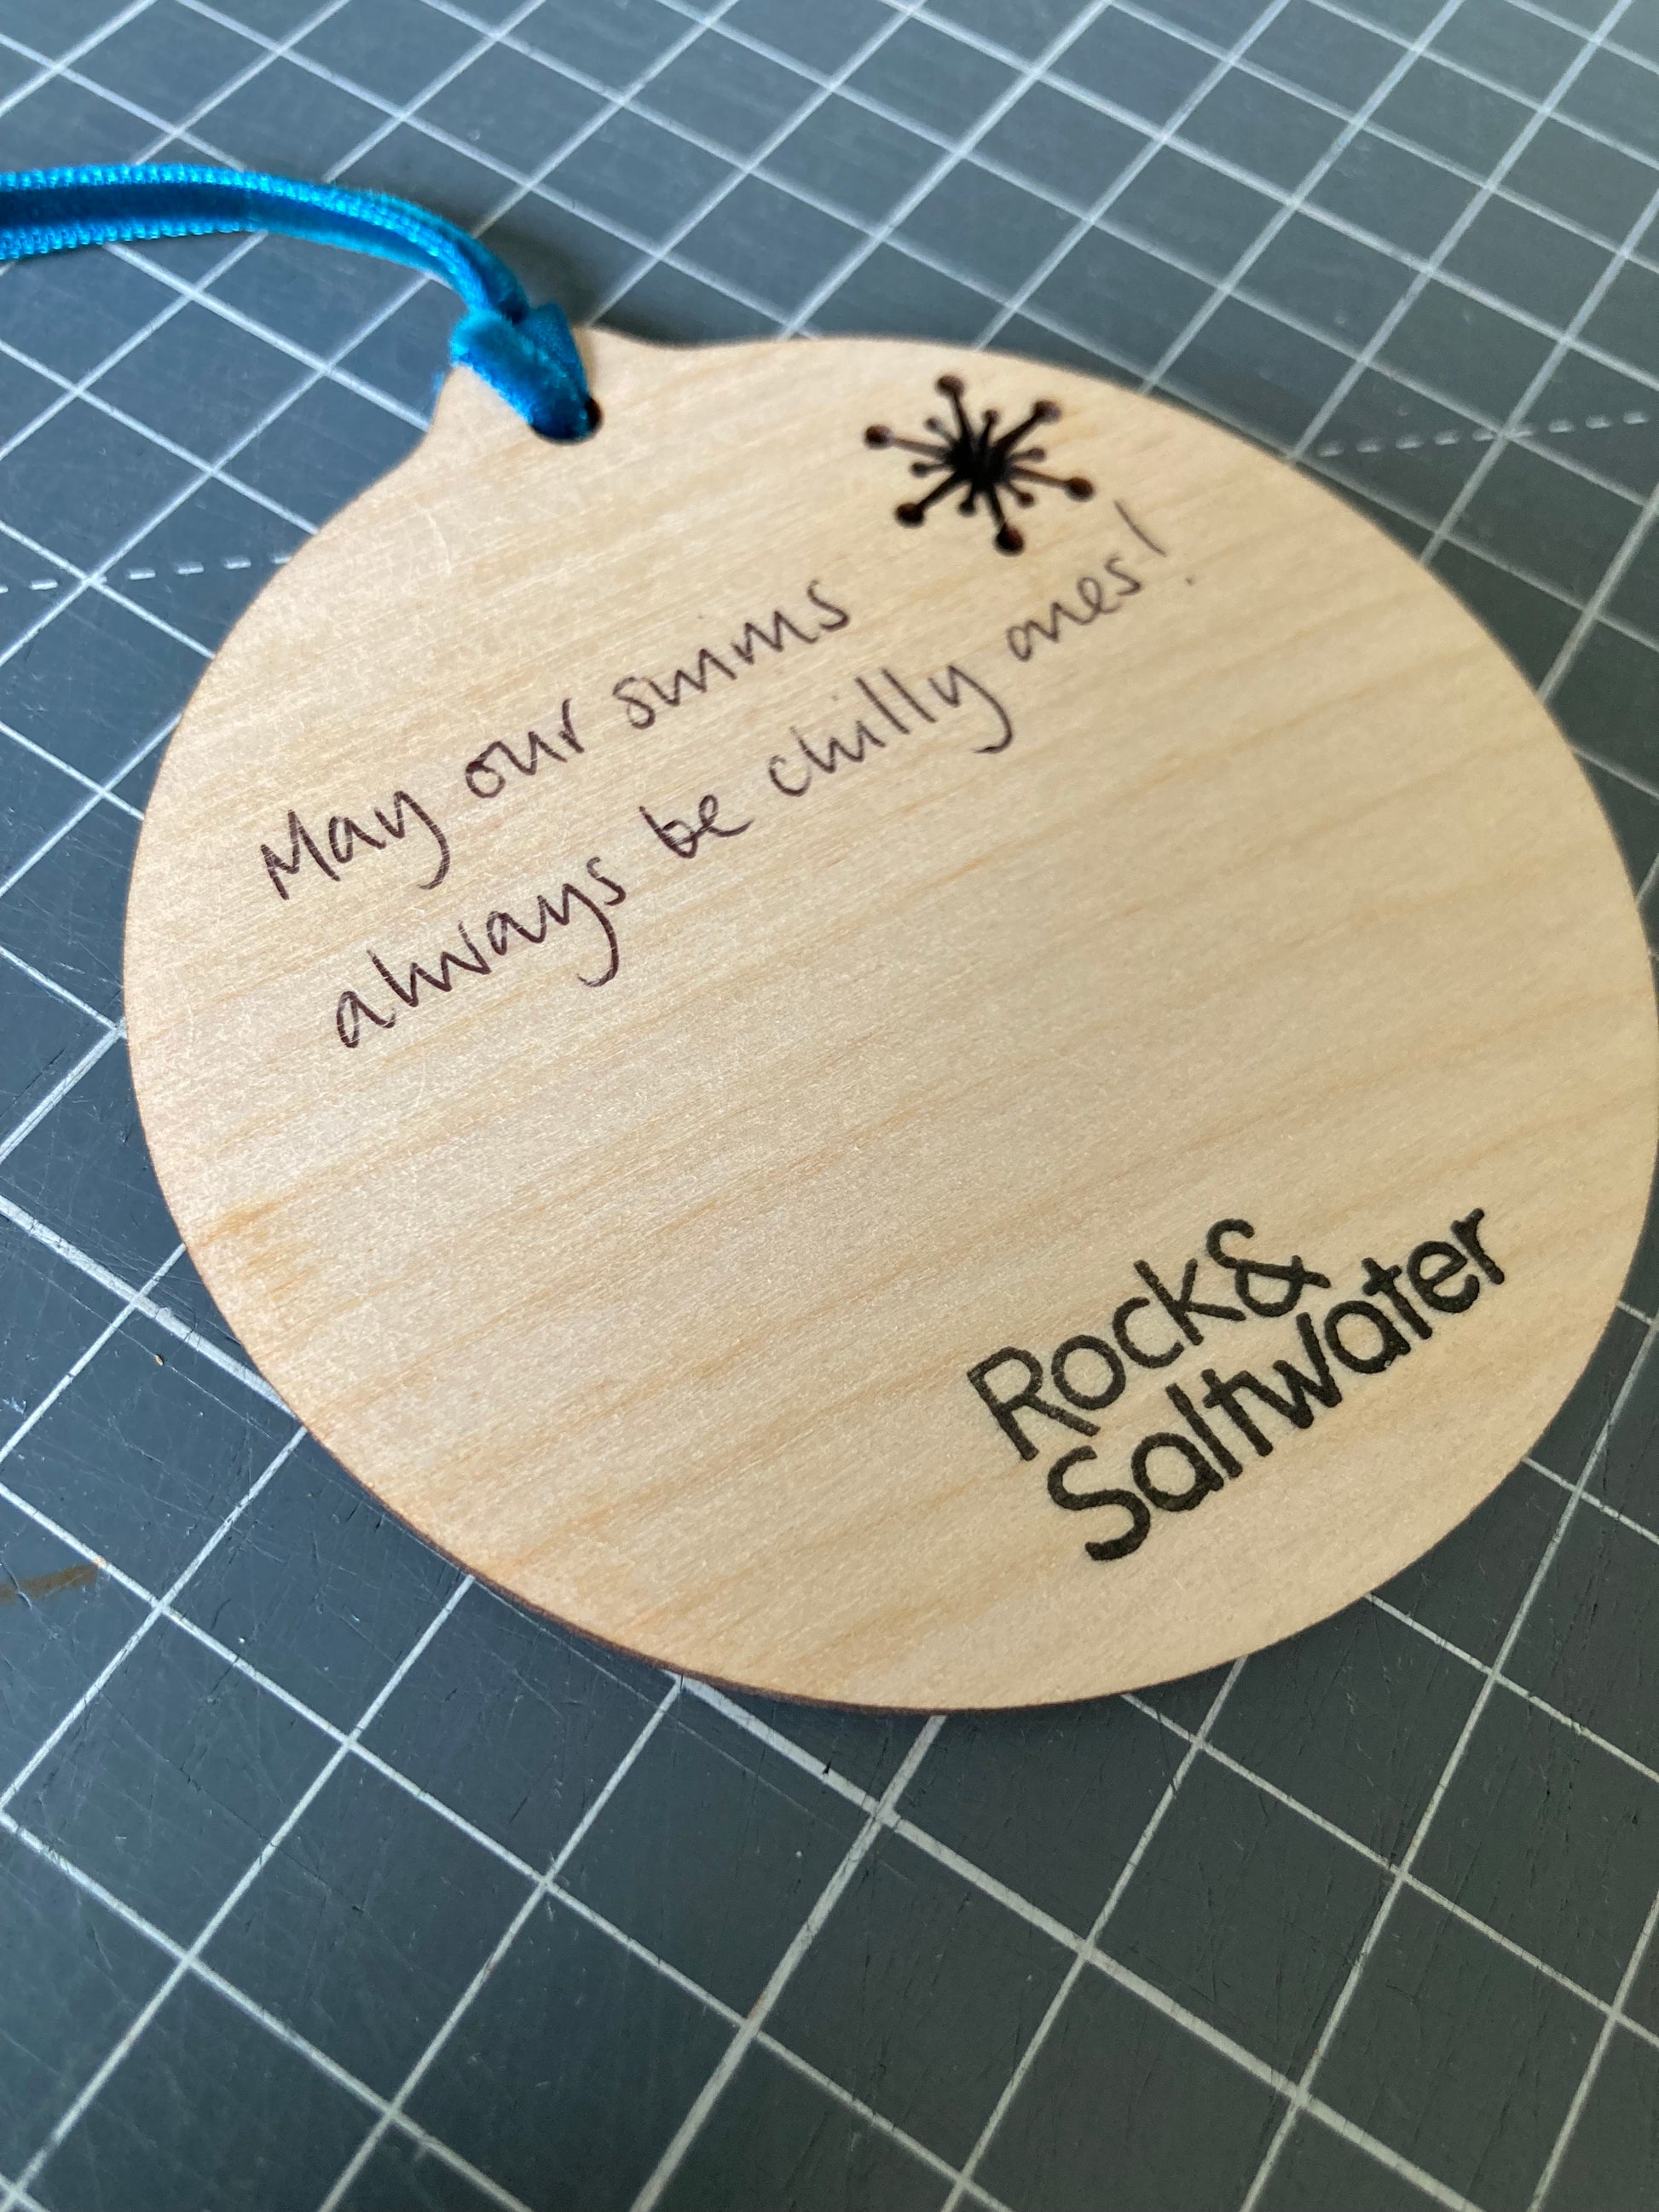 May our swims
always be chilly ones!
Rock&
Saltwater